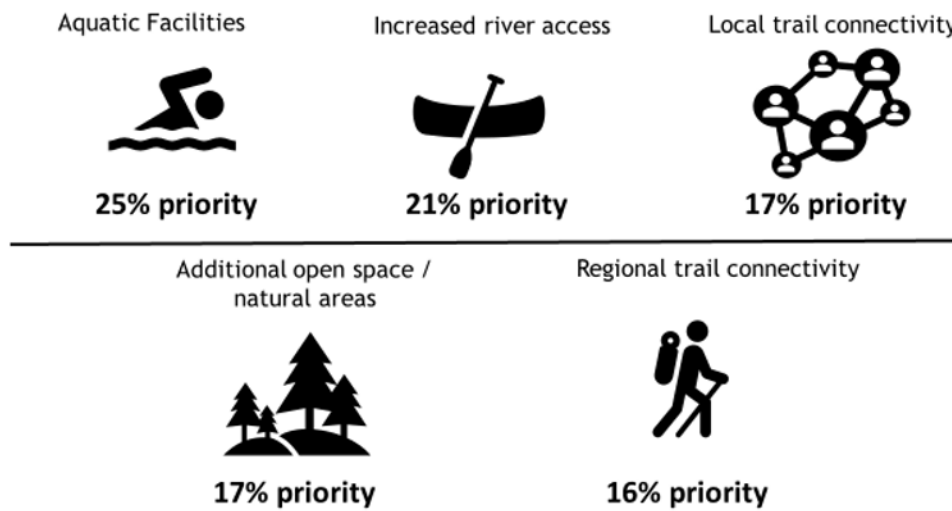 Aquatic Facilities
Increased river access
Local trail connectivity
25% priority
21% priority
17% priority
Additional open space /
natural areas
Regional trail connectivity
17% priority
16% priority